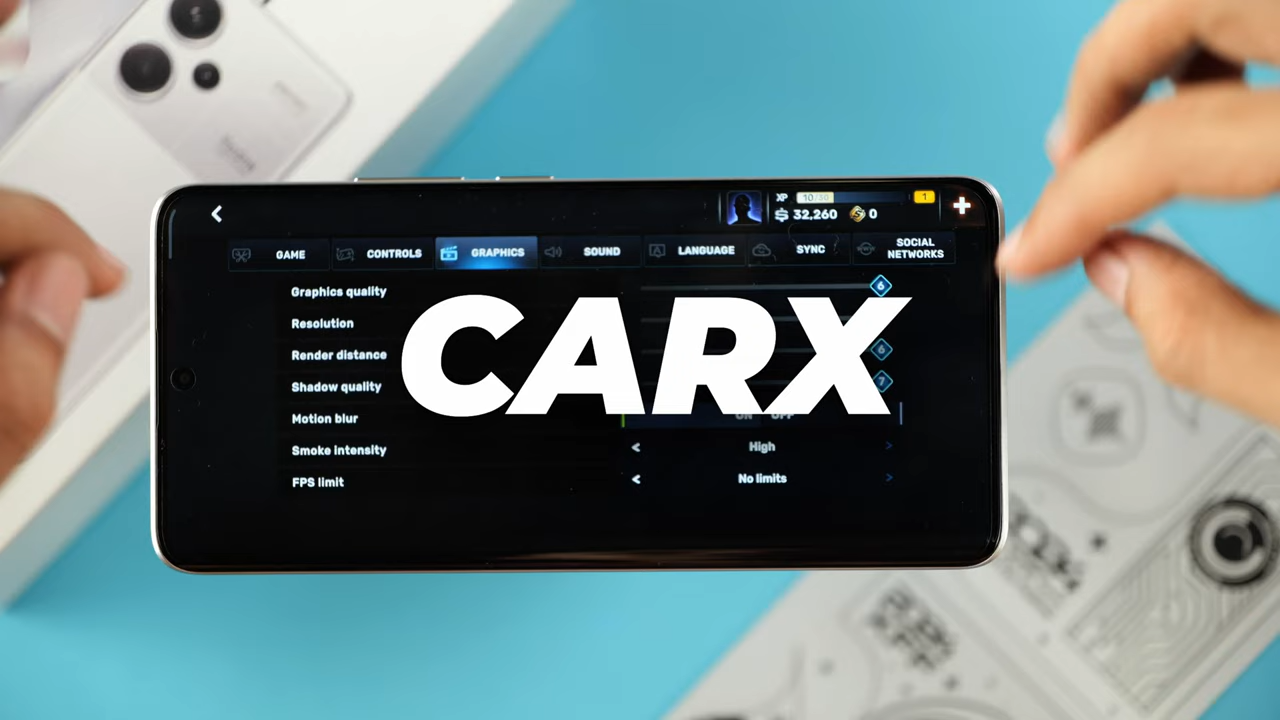 XP 10/30 1
32,260 0
GAME CONTROLS GRAPHICS SOUND LANGUAGE SYNC SOCIAL NETWORKS
Graphics quality 6
CARX
Resolution
Render distance 6
Shadow quality 7
Motion blur ON OFF
Smoke intensity High
FPS limit No limits